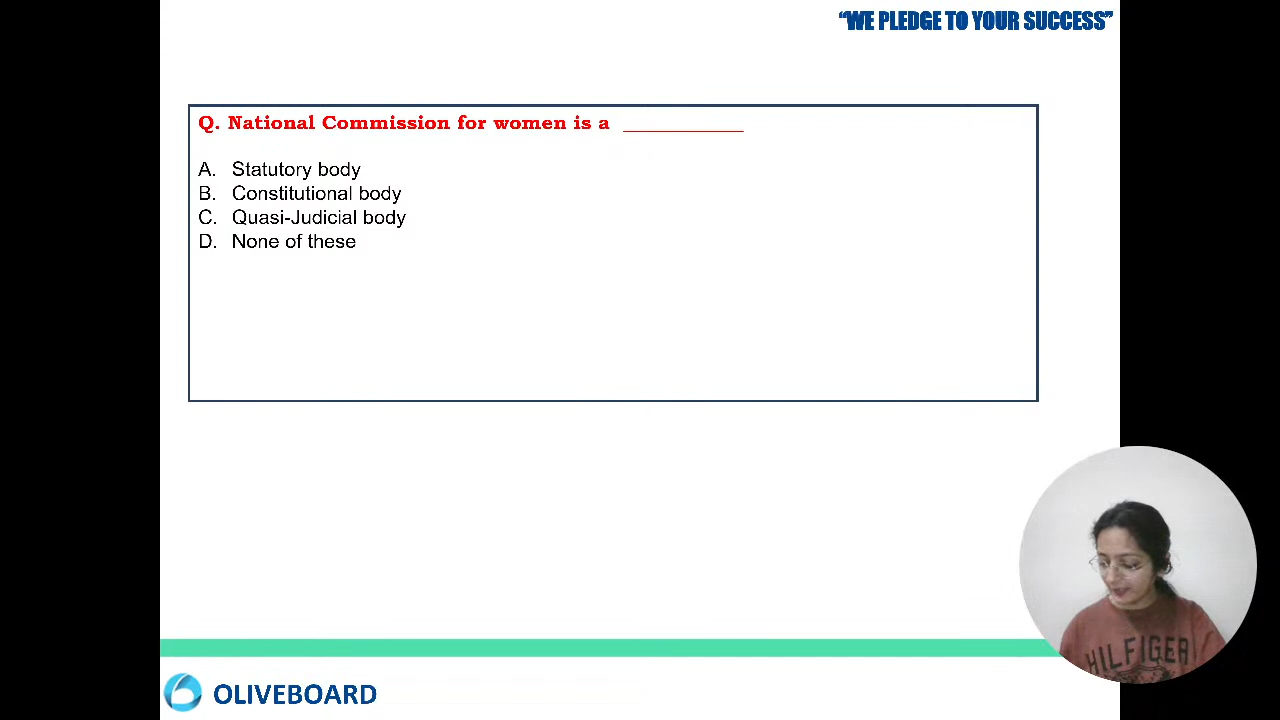 “WE PLEDGE TO YOUR SUCCESS”
Q. National Commission for women is a ___________
A. Statutory body
B. Constitutional body
C. Quasi-Judicial body
D. None of these
HILFIGER
OLIVEBOARD